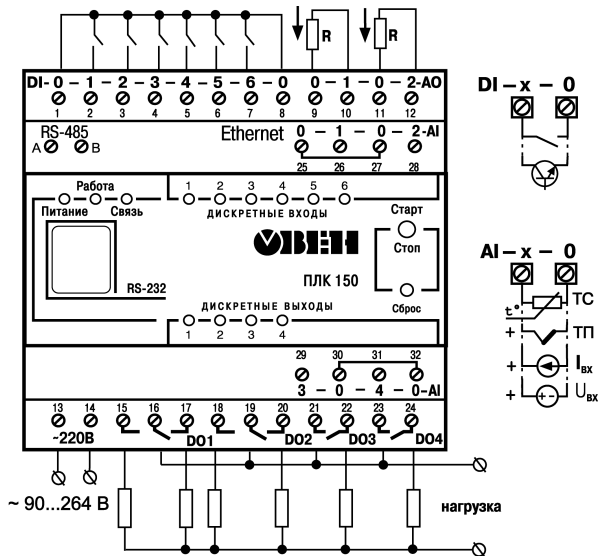 R R
DI-0-1-2-3-4-5-6-0 0-1-0-2-AO
1 2 3 4 5 6 7 8 9 10 11 12
RS-485 Ethernet 0-1-0-2-AI
A B
25 26 27 28
Работа
Питание Связь
1 2 3 4 5 6
ДИСКРЕТНЫЕ ВХОДЫ
Старт
Стоп
ОВЕН
ПЛК 150
RS-232
Сброс
ДИСКРЕТНЫЕ ВЫХОДЫ
1 2 3 4
29 30 31 32
3-0-4-0-AI
13 14 15 16 17 18 19 20 21 22 23 24
~220В DO1 DO2 DO3 DO4
~ 90...264 В
нагрузка
DI-x-0
AI-x-0
t° ТС
+ ТП
+ Iвх
+ + - Uвх